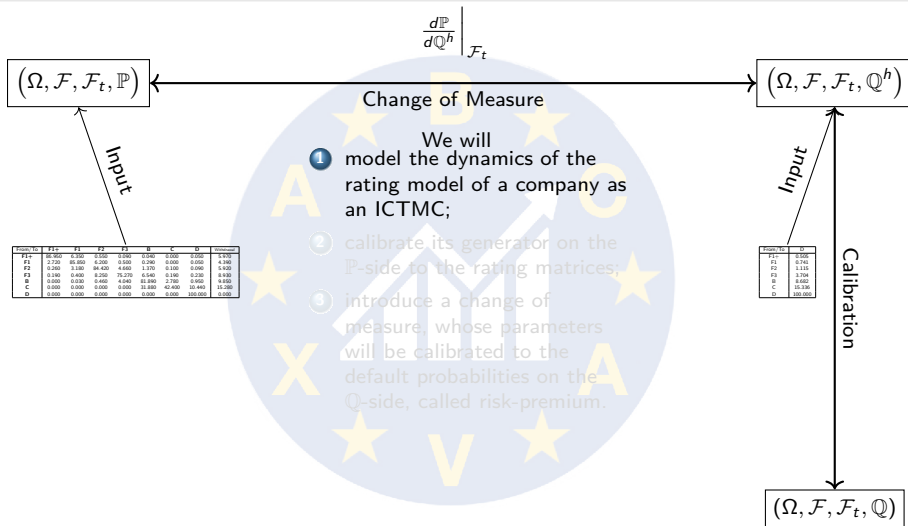 dℙ/dℚ^h |_{ℱ_t}
(Ω, ℱ, ℱ_t, ℙ)
(Ω, ℱ, ℱ_t, ℚ^h)
Change of Measure
We will
1 model the dynamics of the
rating model of a company as
an ICTMC;
2 calibrate its generator on the
ℙ-side to the rating matrices;
3 introduce a change of
measure, whose parameters
will be calibrated to the
default probabilities on the
ℚ-side, called risk-premium.
Input
From/To F1+ F1 F2 F3 B C D Withdrawal
F1+ 86.950 6.350 0.550 0.090 0.040 0.000 0.050 5.970
F1 2.720 85.850 6.200 0.500 0.290 0.000 0.050 4.390
F2 0.260 3.180 84.420 4.660 1.370 0.100 0.090 5.920
F3 0.190 0.400 8.250 75.270 6.540 0.190 0.230 8.930
B 0.000 0.030 0.460 4.040 81.890 2.780 0.950 9.850
C 0.000 0.000 0.000 0.000 31.880 42.400 10.440 15.280
D 0.000 0.000 0.000 0.000 0.000 0.000 100.000 0.000
Input
From/To D
F1+ 0.505
F1 0.741
F2 1.115
F3 3.704
B 8.682
C 15.336
D 100.000
Calibration
(Ω, ℱ, ℱ_t, ℚ)
B
C
A
V
X
A